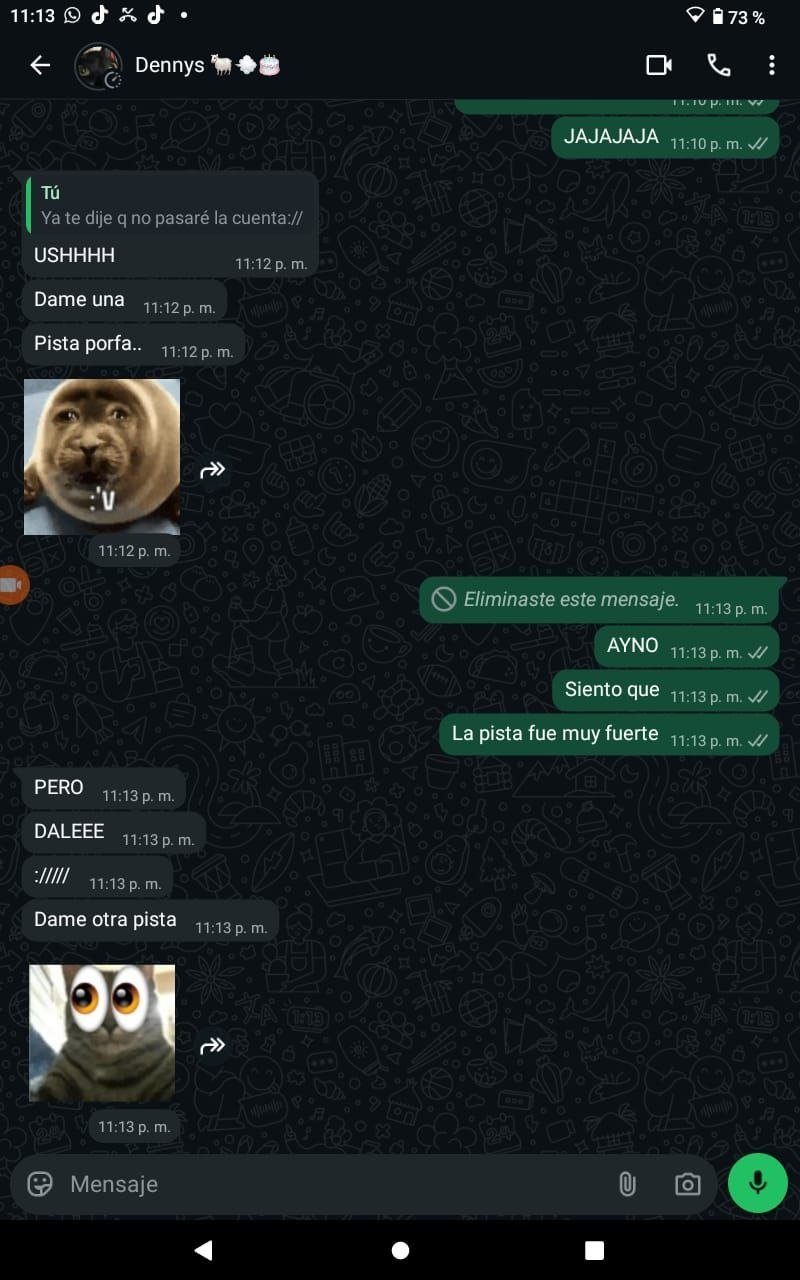 11:13
73 %
Dennys 🐑💨🎂
11:10 p. m.
JAJAJAJA 11:10 p. m.
Tú
Ya te dije q no pasaré la cuenta://
USHHHH 11:12 p. m.
Dame una 11:12 p. m.
Pista porfa.. 11:12 p. m.
:'v
11:12 p. m.
Eliminaste este mensaje. 11:13 p. m.
AYNO 11:13 p. m.
Siento que 11:13 p. m.
La pista fue muy fuerte 11:13 p. m.
PERO 11:13 p. m.
DALEEE 11:13 p. m.
:///// 11:13 p. m.
Dame otra pista 11:13 p. m.
11:13 p. m.
Mensaje